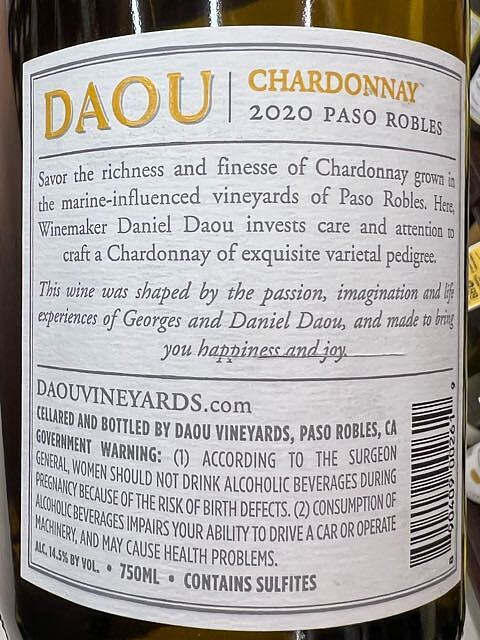 DAOU | CHARDONNAY™
2020 PASO ROBLES
Savor the richness and finesse of Chardonnay grown in
the marine-influenced vineyards of Paso Robles. Here,
Winemaker Daniel Daou invests care and attention to
craft a Chardonnay of exquisite varietal pedigree.
This wine was shaped by the passion, imagination and life
experiences of Georges and Daniel Daou, and made to bring
you happiness and joy.
DAOUVINEYARDS.com
CELLARED AND BOTTLED BY DAOU VINEYARDS, PASO ROBLES, CA
GOVERNMENT WARNING: (1) ACCORDING TO THE SURGEON
GENERAL, WOMEN SHOULD NOT DRINK ALCOHOLIC BEVERAGES DURING
PREGNANCY BECAUSE OF THE RISK OF BIRTH DEFECTS. (2) CONSUMPTION OF
ALCOHOLIC BEVERAGES IMPAIRS YOUR ABILITY TO DRIVE A CAR OR OPERATE
MACHINERY, AND MAY CAUSE HEALTH PROBLEMS.
ALC. 14.5% BY VOL. • 750ML • CONTAINS SULFITES